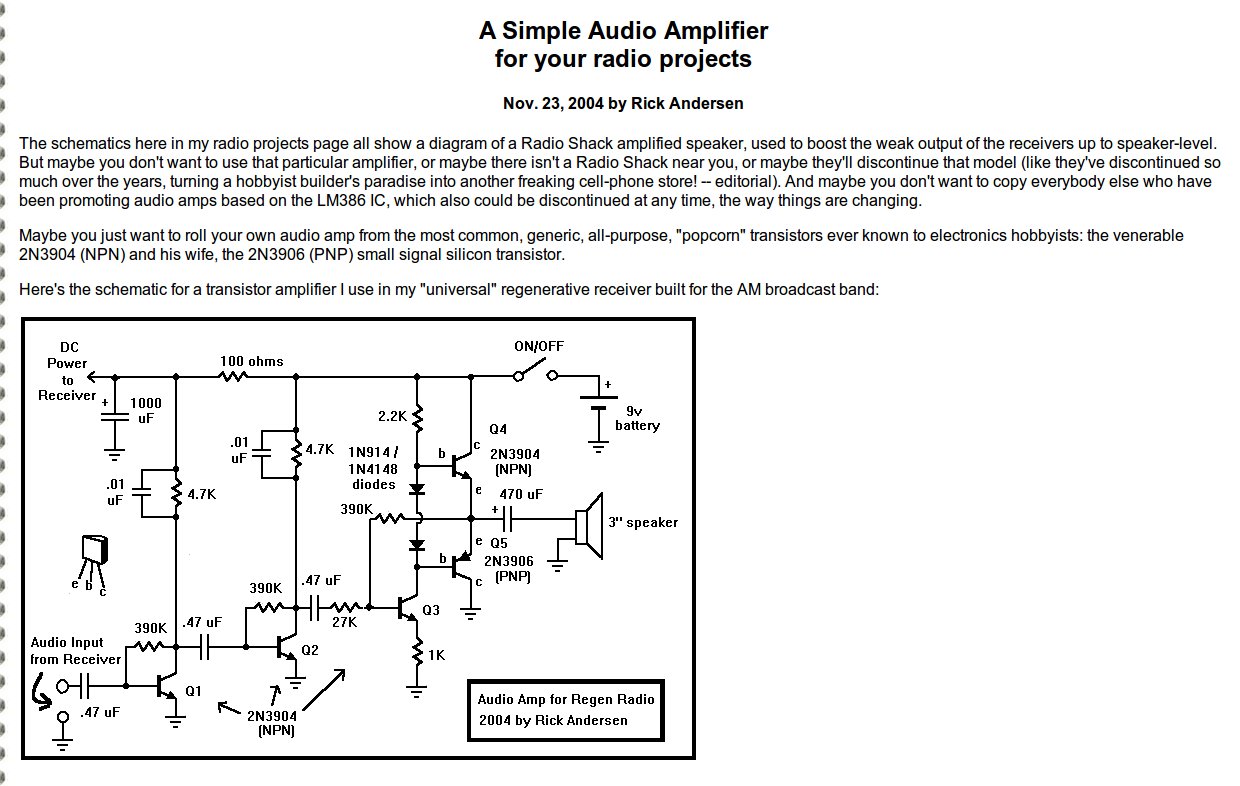 A Simple Audio Amplifier
for your radio projects
Nov. 23, 2004 by Rick Andersen
The schematics here in my radio projects page all show a diagram of a Radio Shack amplified speaker, used to boost the weak output of the receivers up to speaker-level.
But maybe you don't want to use that particular amplifier, or maybe there isn't a Radio Shack near you, or maybe they'll discontinue that model (like they've discontinued so
much over the years, turning a hobbyist builder's paradise into another freaking cell-phone store! -- editorial). And maybe you don't want to copy everybody else who have
been promoting audio amps based on the LM386 IC, which also could be discontinued at any time, the way things are changing.
Maybe you just want to roll your own audio amp from the most common, generic, all-purpose, "popcorn" transistors ever known to electronics hobbyists: the venerable
2N3904 (NPN) and his wife, the 2N3906 (PNP) small signal silicon transistor.
Here's the schematic for a transistor amplifier I use in my "universal" regenerative receiver built for the AM broadcast band:
DC
Power
to
Receiver
+
1000
uF
100 ohms
ON/OFF
+
9v
battery
.01
uF
4.7K
.01
uF
4.7K
2.2K
1N914/
1N4148
diodes
390K
b
c
e
Q4
2N3904
(NPN)
470 uF
+
3" speaker
e
b
c
Q5
2N3906
(PNP)
e b c
390K
.47 uF
27K
Q3
1K
390K
.47 uF
Q2
Audio Input
from Receiver
.47 uF
Q1
2N3904
(NPN)
Audio Amp for Regen Radio
2004 by Rick Andersen